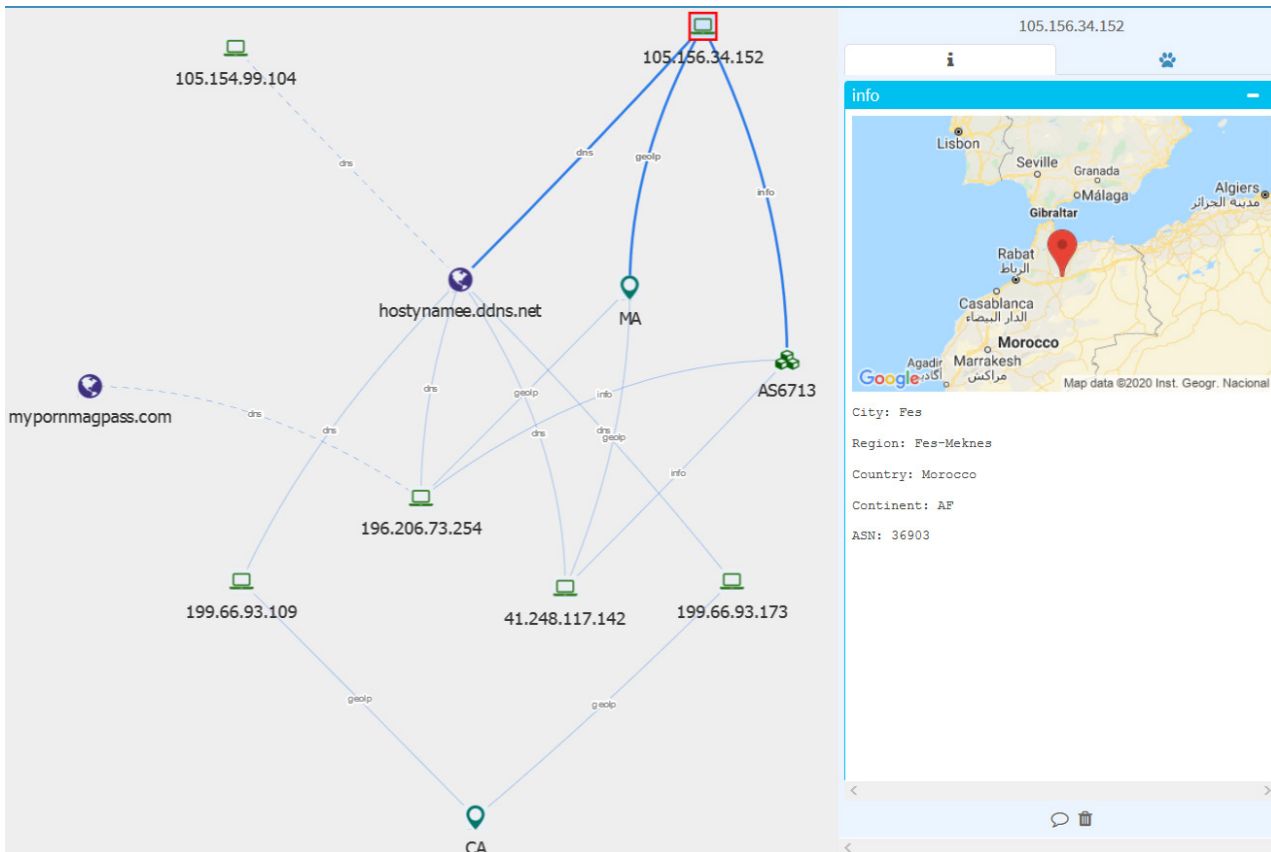 105.156.34.152
105.154.99.104
dns
dns
geoIp
info
hostynamee.ddns.net
MA
AS6713
mypornmagpass.com
dns
dns
dns
geoIp
dns
info
dns
geoIp
info
196.206.73.254
199.66.93.109
41.248.117.142
199.66.93.173
geoIp
geoIp
CA
105.156.34.152
info
Lisbon
Seville
Granada
Málaga
Gibraltar
Algiers
مدينة الجزائر
Rabat
الرباط
Casablanca
الدار البيضاء
Morocco
Agadir
أكادير
Marrakesh
مراكش
Google
Map data ©2020 Inst. Geogr. Nacional
City: Fes
Region: Fes-Meknes
Country: Morocco
Continent: AF
ASN: 36903